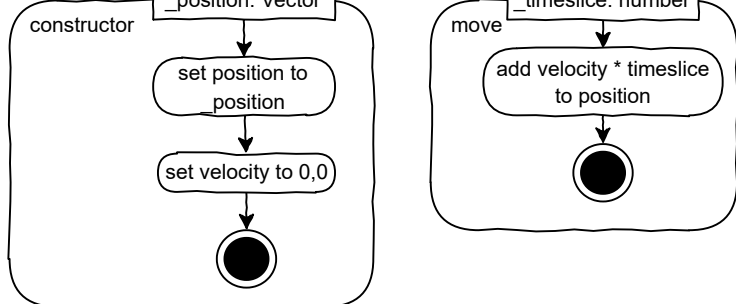 _position: Vector
constructor
set position to
_position
set velocity to 0,0
_timeslice: number
move
add velocity * timeslice
to position